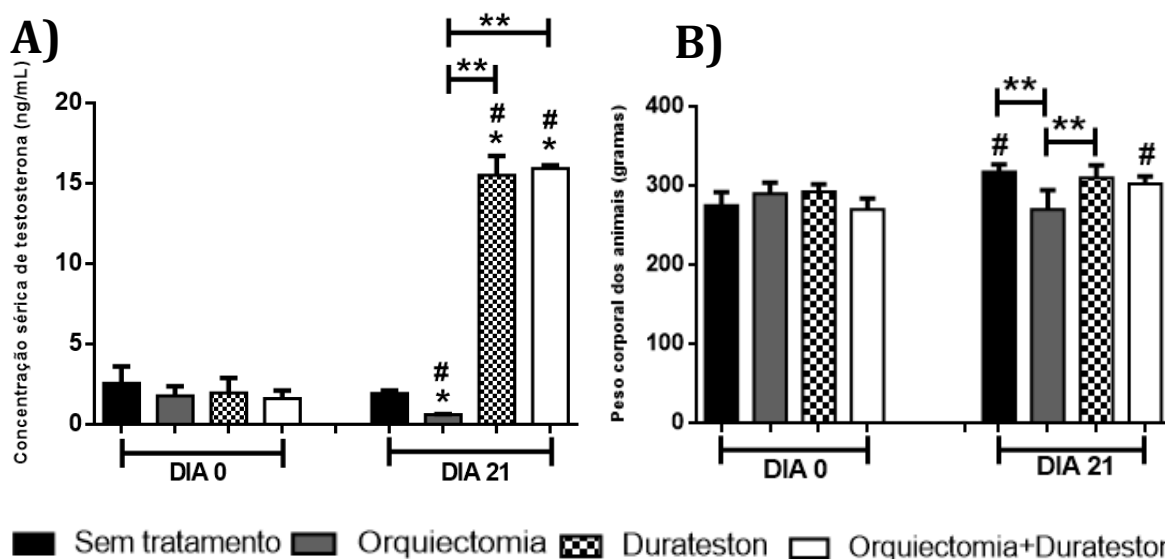 A)
Concentração sérica de testosterona (ng/mL)
20
15
10
5
0
**
**
#
*
#
*
#
*
DIA 0
DIA 21
B)
Peso corporal dos animais (gramas)
400
300
200
100
0
**
**
#
#
DIA 0
DIA 21
Sem tratamento
Orquiectomia
Durateston
Orquiectomia+Durateston